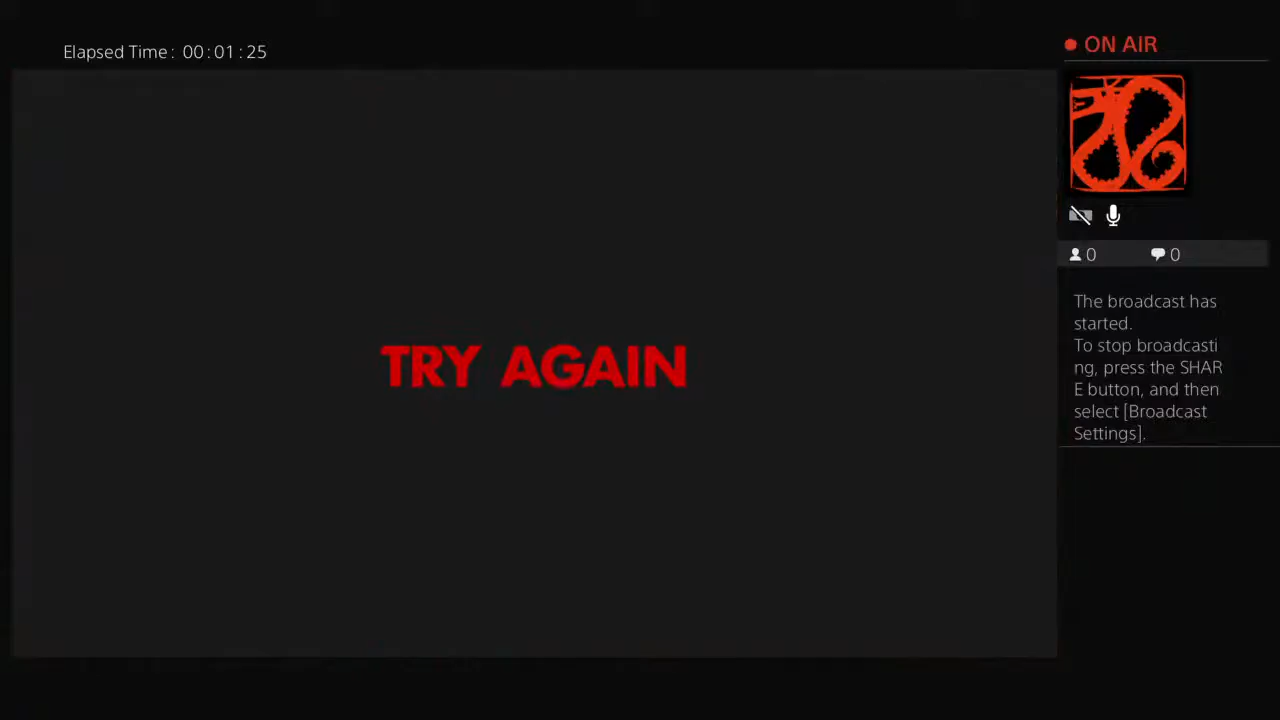 Elapsed Time: 00:01:25
ON AIR
0 0
The broadcast has
started.
To stop broadcasti
ng, press the SHAR
E button, and then
select [Broadcast
Settings].
TRY AGAIN